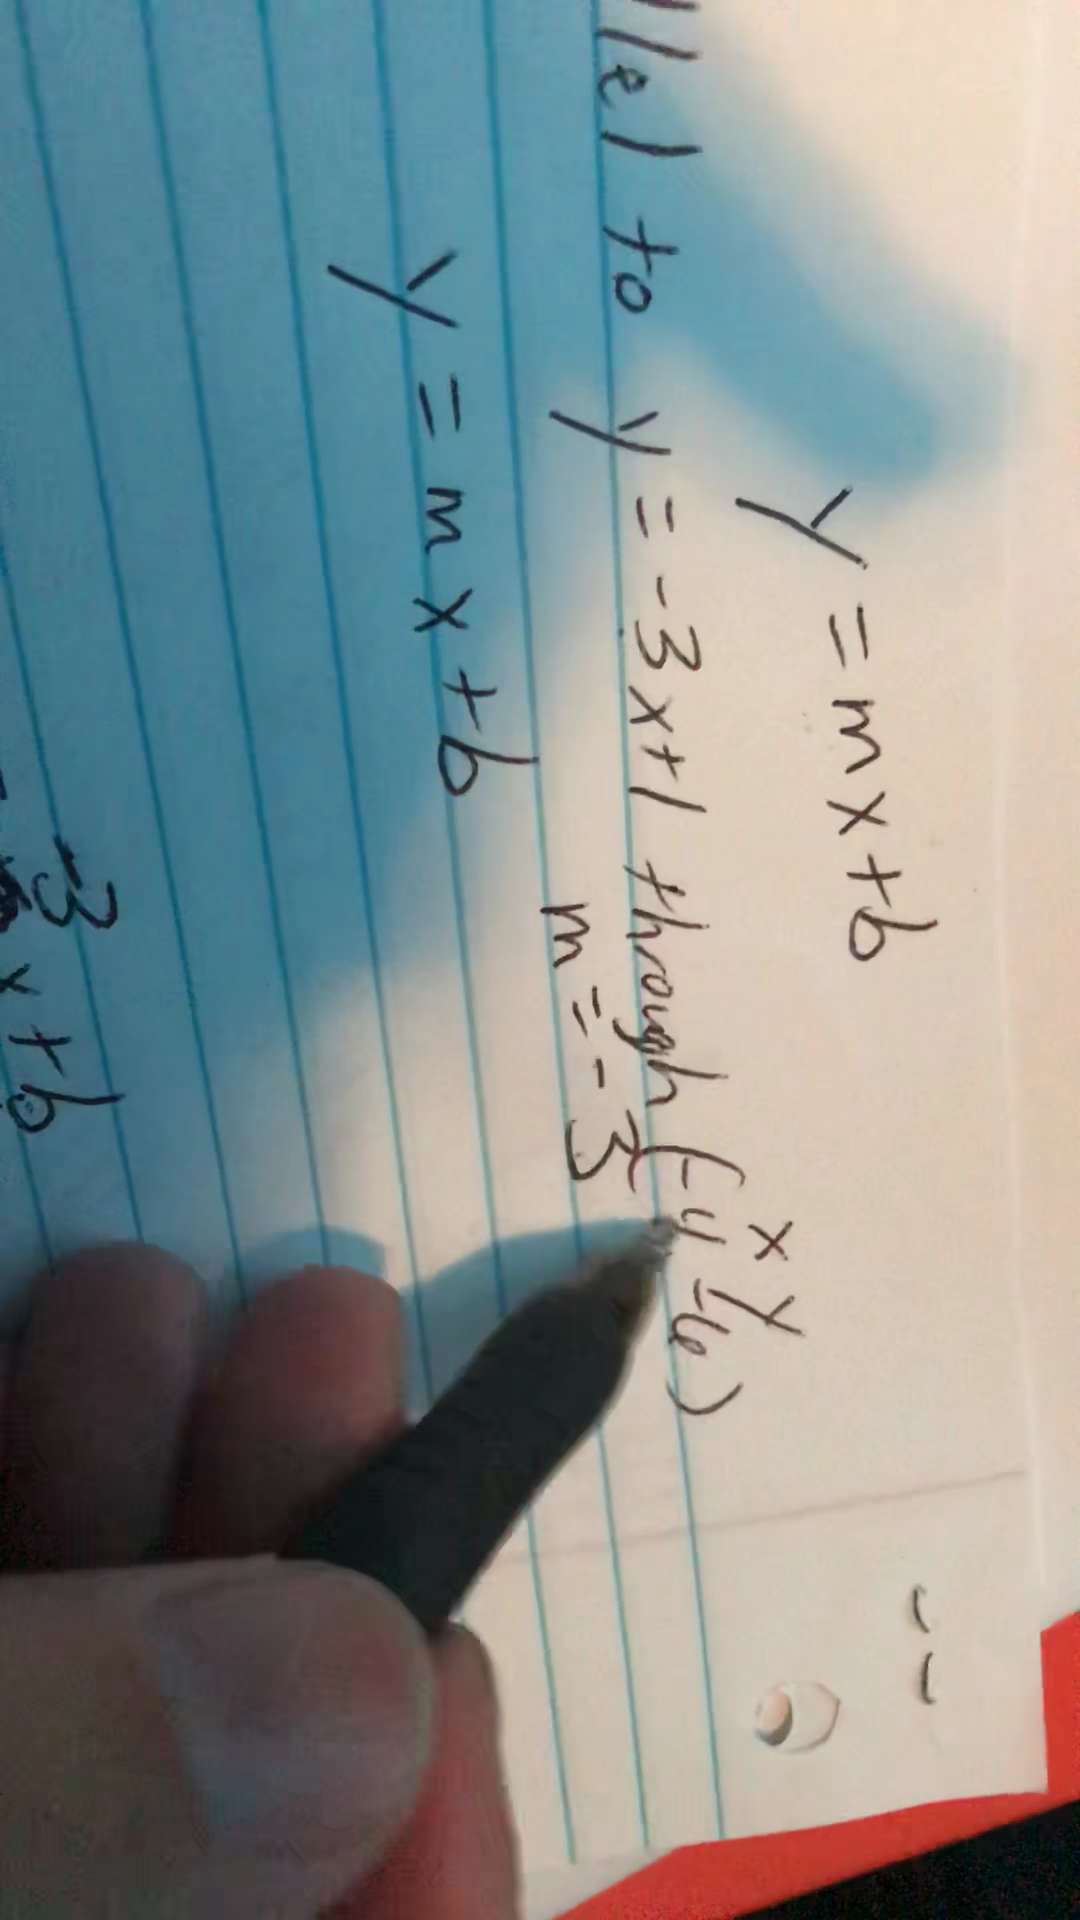 y = mx + b
llel to y = -3x+1 through (-4 -6)
x y
m = -3
y = mx + b
-3x + b